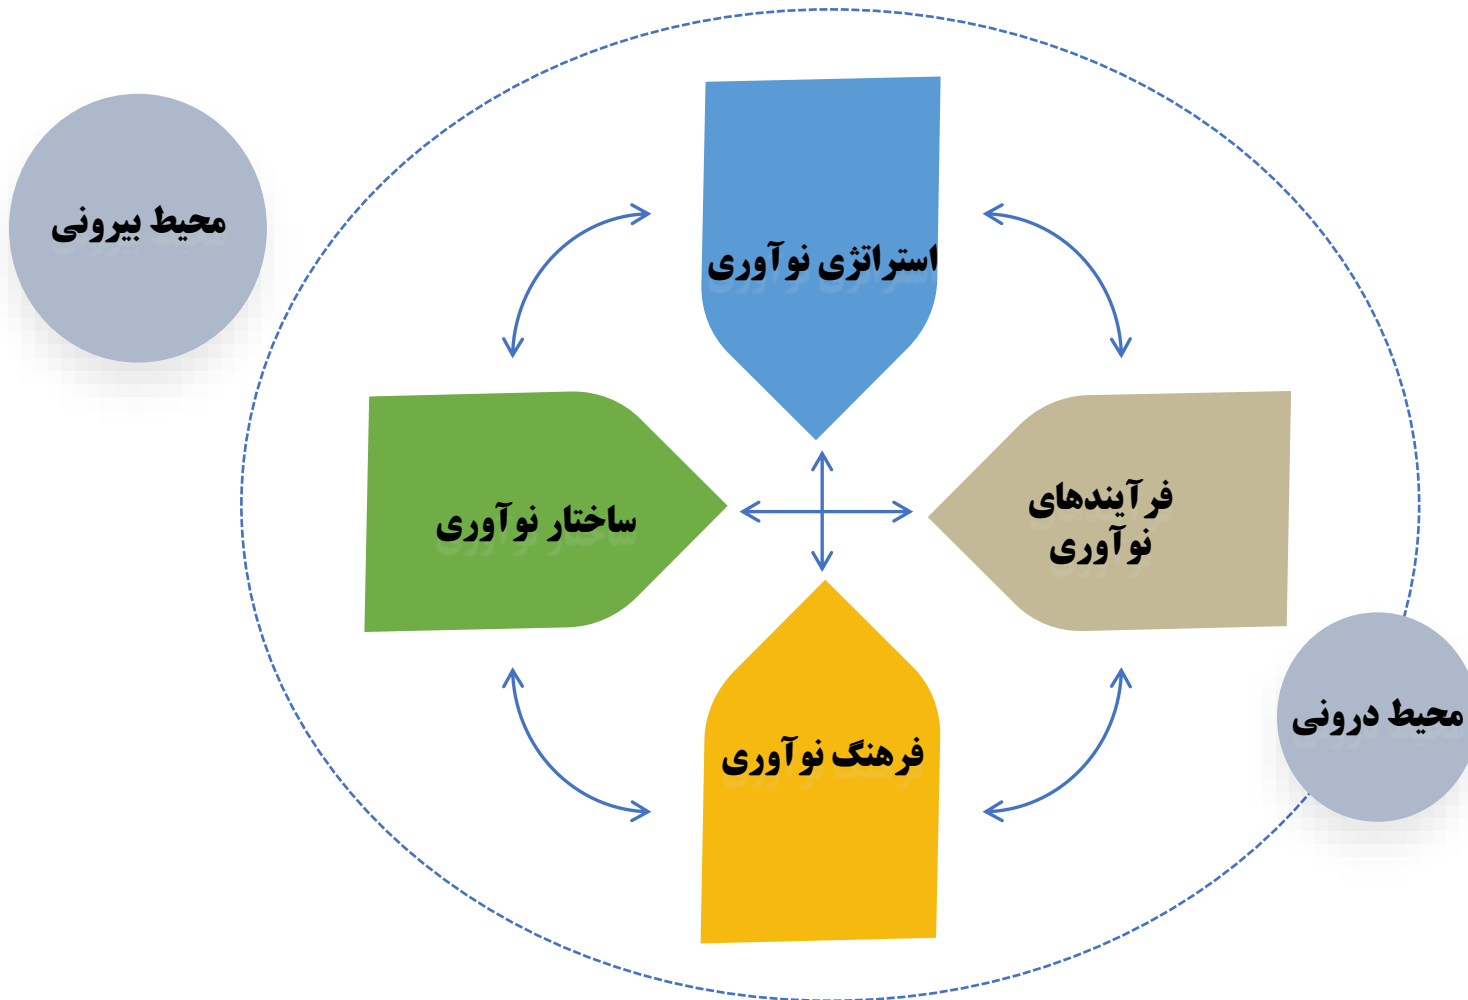 محیط بیرونی
استراتژی نوآوری
فرآیندهای
نوآوری
ساختار نوآوری
فرهنگ نوآوری
محیط درونی